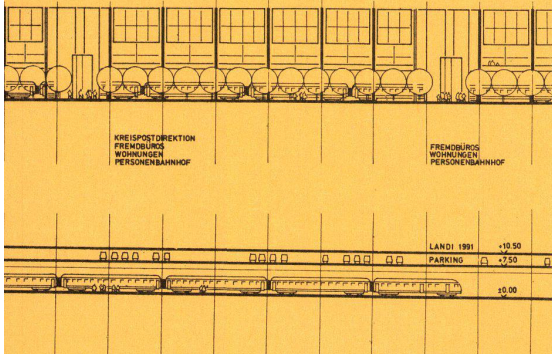 KREISPOSTDIREKTION
FREMDBÜROS
WOHNUNGEN
PERSONENBAHNHOF
FREMDBÜROS
WOHNUNGEN
PERSONENBAHNHOF
LANDI 1991 +10.50
PARKING +7.50
±0.00